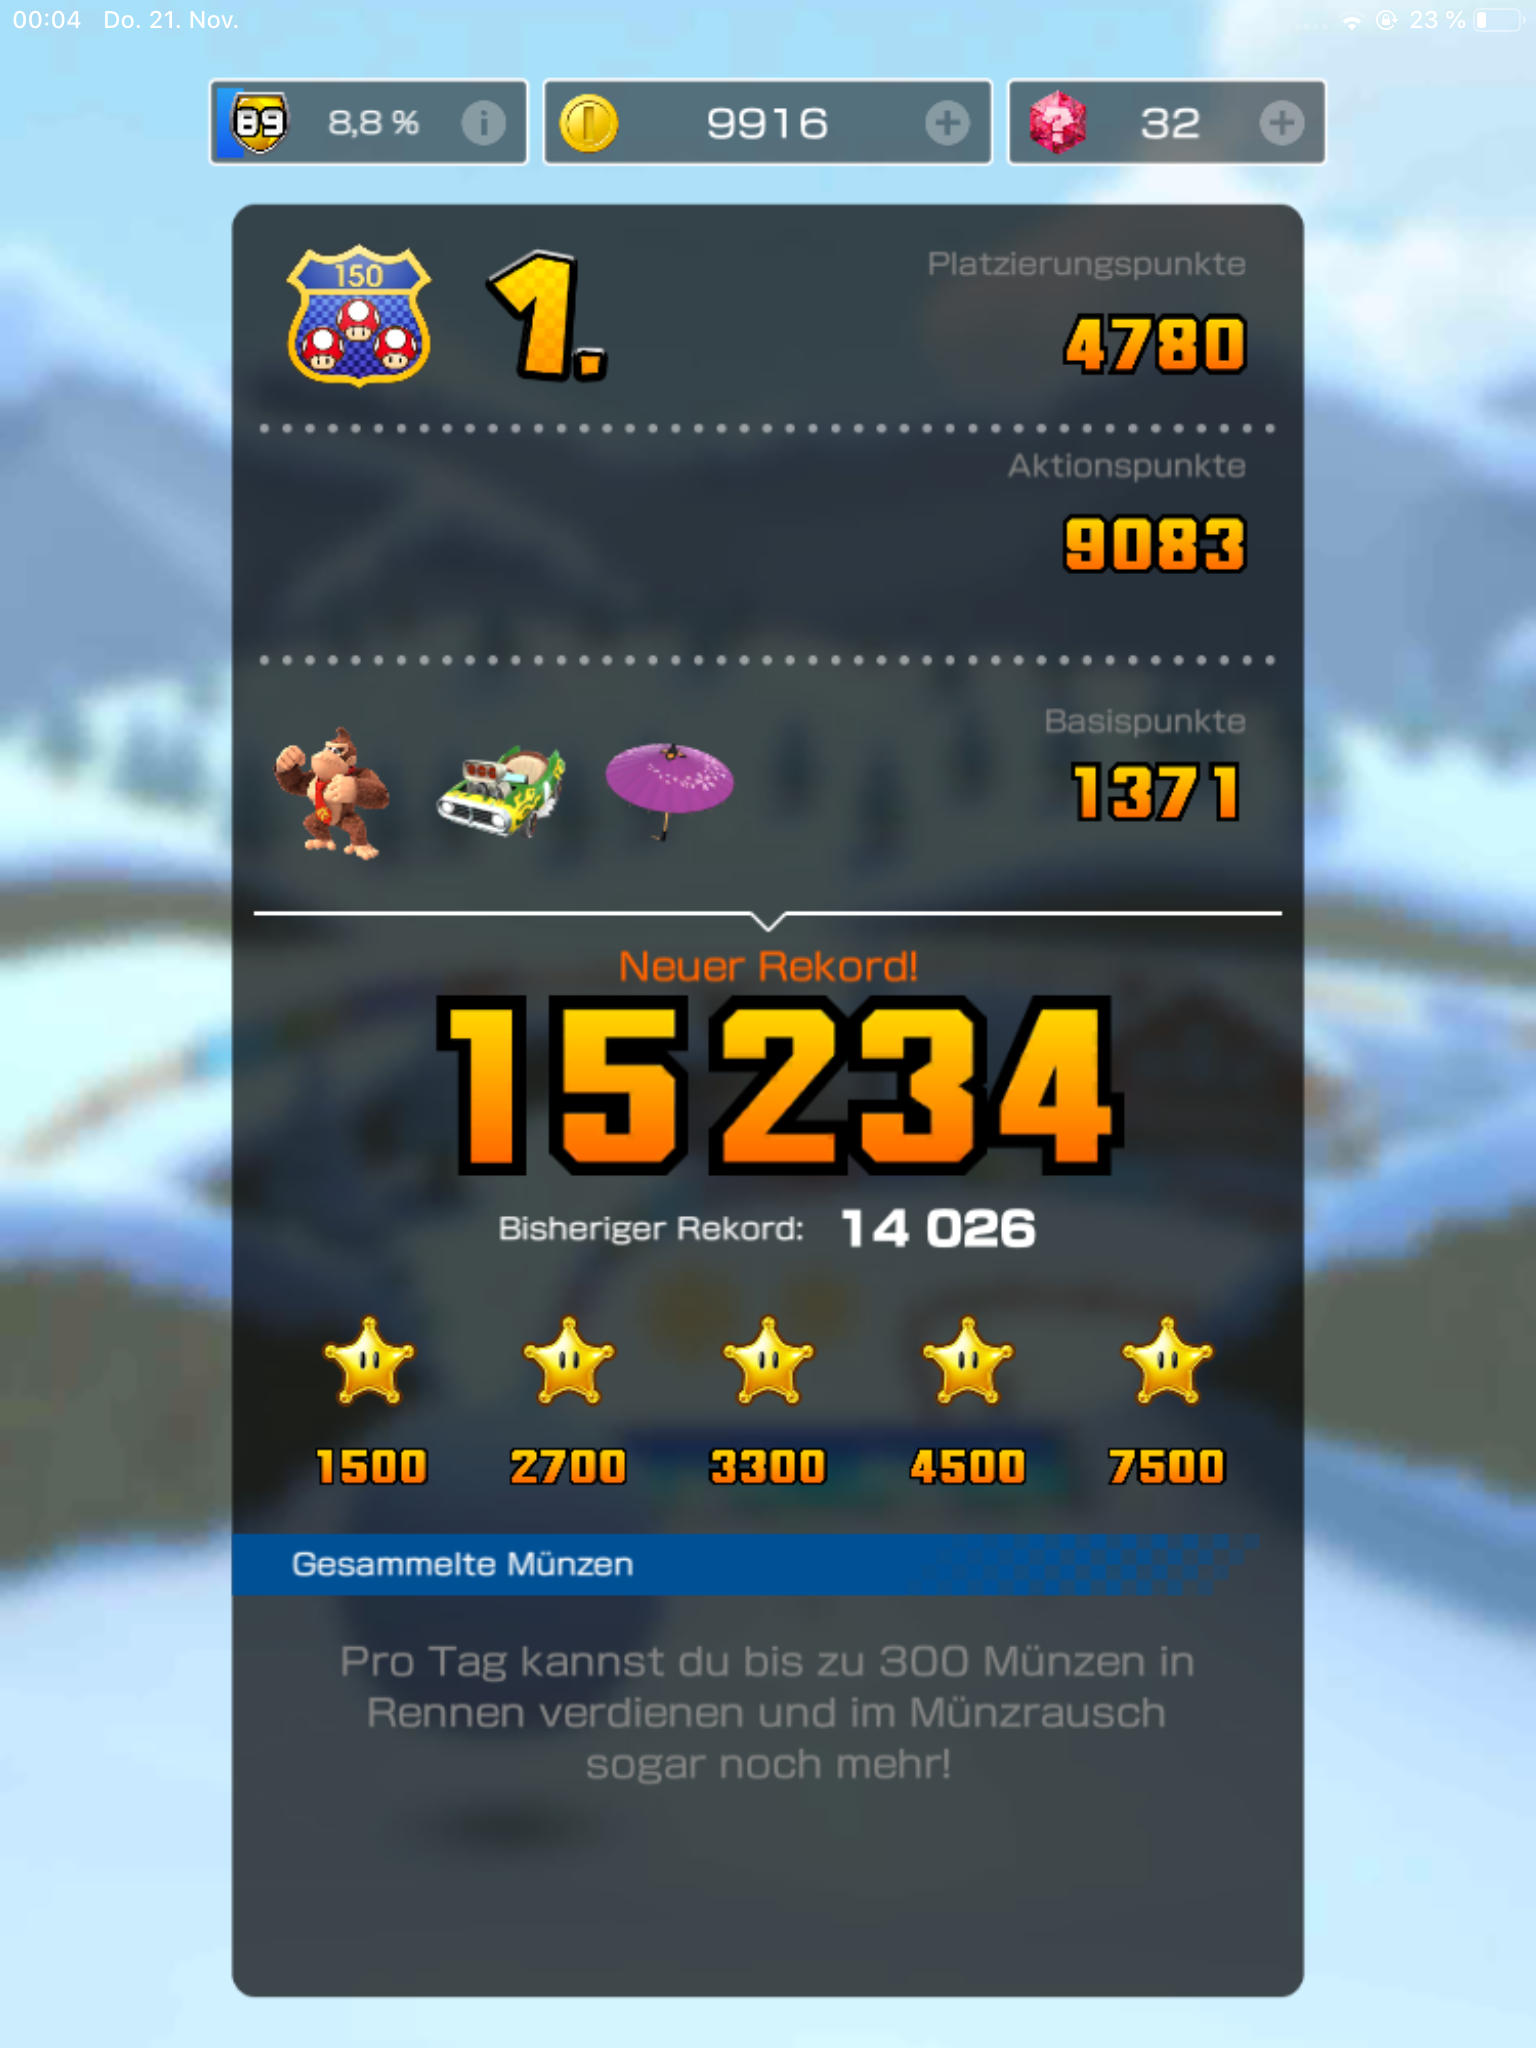 00:04 Do. 21. Nov. 23 %
89 8,8 % 9916 32
150
1.
Platzierungspunkte
4780
Aktionspunkte
9083
Basispunkte
1371
Neuer Rekord!
15234
Bisheriger Rekord: 14 026
1500 2700 3300 4500 7500
Gesammelte Münzen
Pro Tag kannst du bis zu 300 Münzen in
Rennen verdienen und im Münzrausch
sogar noch mehr!